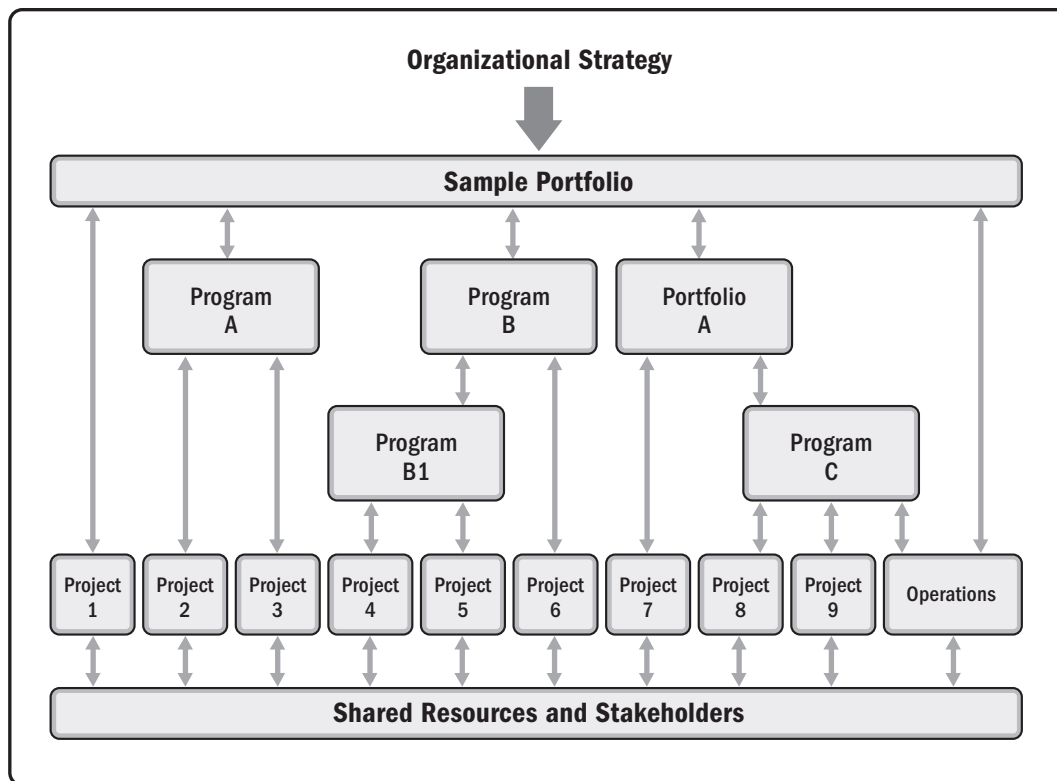 Organizational Strategy
Sample Portfolio
Program
A
Program
B
Portfolio
A
Program
B1
Program
C
Project
1
Project
2
Project
3
Project
4
Project
5
Project
6
Project
7
Project
8
Project
9
Operations
Shared Resources and Stakeholders